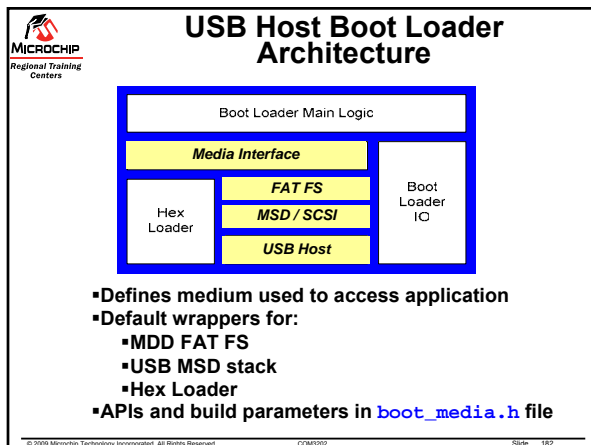 MICROCHIP
Regional Training
Centers
USB Host Boot Loader
Architecture
Boot Loader Main Logic
Media Interface
Hex
Loader
FAT FS
MSD / SCSI
USB Host
Boot
Loader
IO
▪Defines medium used to access application
▪Default wrappers for:
▪MDD FAT FS
▪USB MSD stack
▪Hex Loader
▪APIs and build parameters in boot_media.h file
© 2009 Microchip Technology Incorporated. All Rights Reserved. COM3202 Slide 182